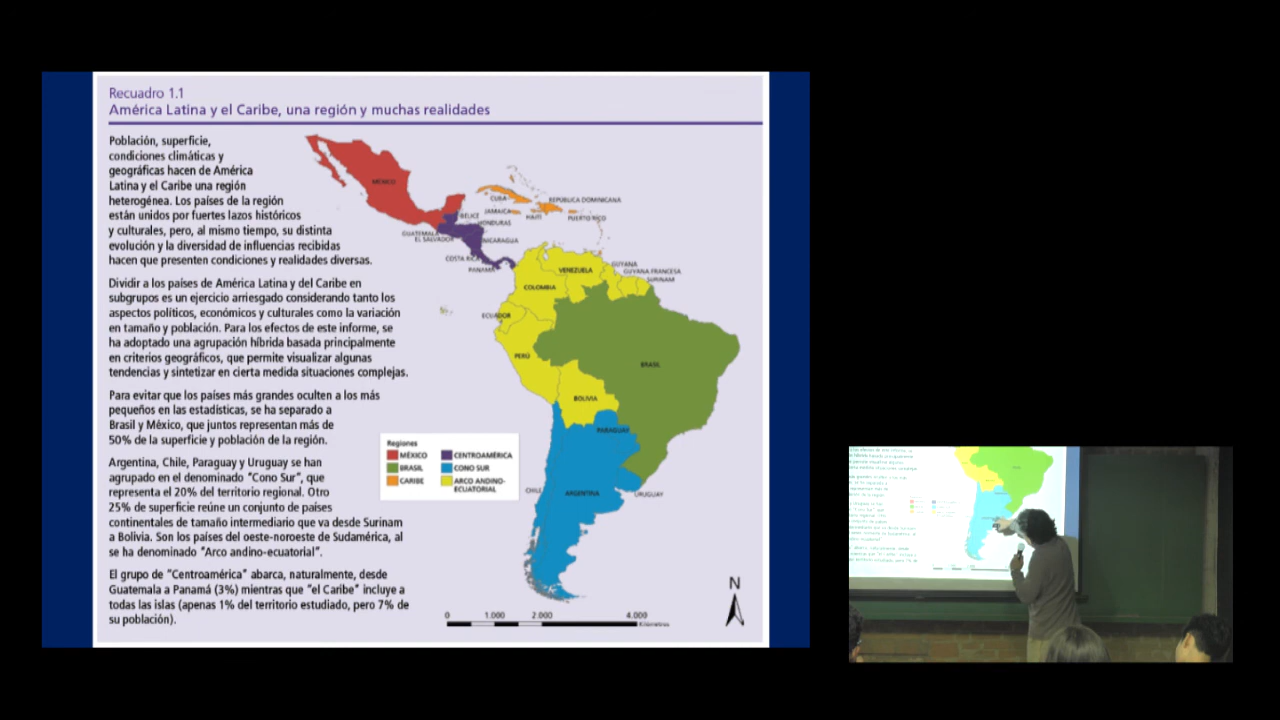 Recuadro 1.1
América Latina y el Caribe, una región y muchas realidades
Población, superficie,
condiciones climáticas y
geográficas hacen de América
Latina y el Caribe una región
heterogénea. Los países de la región
están unidos por fuertes lazos históricos
y culturales, pero, al mismo tiempo, su distinta
evolución y la diversidad de influencias recibidas
hacen que presenten condiciones y realidades diversas.
Dividir a los países de América Latina y del Caribe en
subgrupos es un ejercicio arriesgado considerando tanto los
aspectos políticos, económicos y culturales como la variación
en tamaño y población. Para los efectos de este informe, se
ha adoptado una agrupación híbrida basada principalmente
en criterios geográficos, que permite visualizar algunas
tendencias y sintetizar en cierta medida situaciones complejas.
Para evitar que los países más grandes oculten a los más
pequeños en las estadísticas, se ha separado a
Brasil y México, que juntos representan más de
50% de la superficie y población de la región.
Argentina, Chile, Paraguay y Uruguay se han
agrupado en el denominado "Cono Sur", que
representa el 20% del territorio regional. Otro
25% de superficie reúne al conjunto de países
continentales de tamaño intermediario que va desde Surinam
a Bolivia. Son los países del oeste-noroeste de Sudamérica, al
se ha denominado "Arco andino-ecuatorial".
El grupo de "Centroamérica" abarca, naturalmente, desde
Guatemala a Panamá (3%) mientras que "el Caribe" incluye a
todas las islas (apenas 1% del territorio estudiado, pero 7% de
su población).
MÉXICO
CUBA
REPÚBLICA DOMINICANA
JAMAICA
HAITÍ
PUERTO RICO
BELICE
HONDURAS
GUATEMALA
EL SALVADOR
NICARAGUA
COSTA RICA
PANAMÁ
VENEZUELA
GUYANA
GUYANA FRANCESA
SURINAM
COLOMBIA
ECUADOR
PERÚ
BRASIL
BOLIVIA
PARAGUAY
CHILE
ARGENTINA
URUGUAY
Regiones
MÉXICO
BRASIL
CARIBE
CENTROAMÉRICA
CONO SUR
ARCO ANDINO-
ECUATORIAL
N
0 1.000 2.000 4.000
Kilómetros